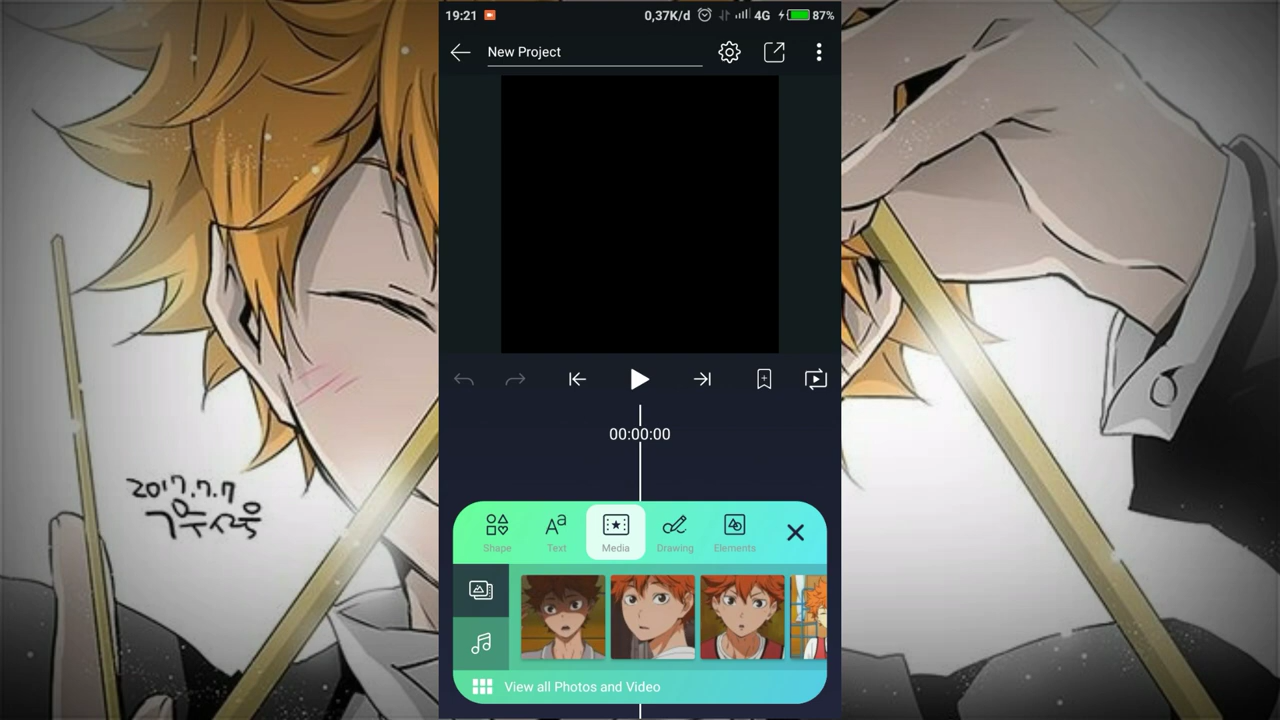 19:21 0,37K/d 4G 87%
New Project
00:00:00
Shape Text Media Drawing Elements
View all Photos and Video
2017.7.7